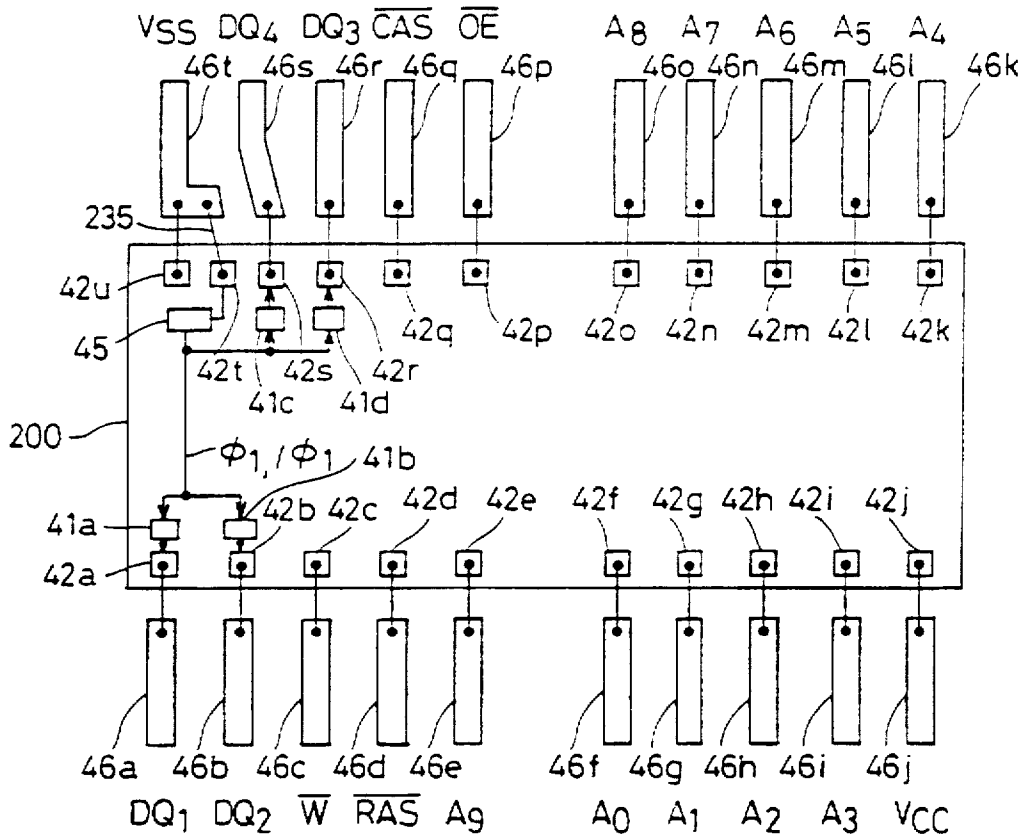 VSS DQ4 DQ3 C̅A̅S̅ O̅E̅ A8 A7 A6 A5 A4
46t 46s 46r 46q 46p 46o 46n 46m 46l 46k
235
42u
45 42q 42p 42o 42n 42m 42l 42k
42t 42s 42r
41c 41d
200
ϕ1, /ϕ1 41b
41a 42b 42c 42d 42e 42f 42g 42h 42i 42j
42a
46a 46b 46c 46d 46e 46f 46g 46h 46i 46j
DQ1 DQ2 W̅ R̅A̅S̅ A9 A0 A1 A2 A3 VCC